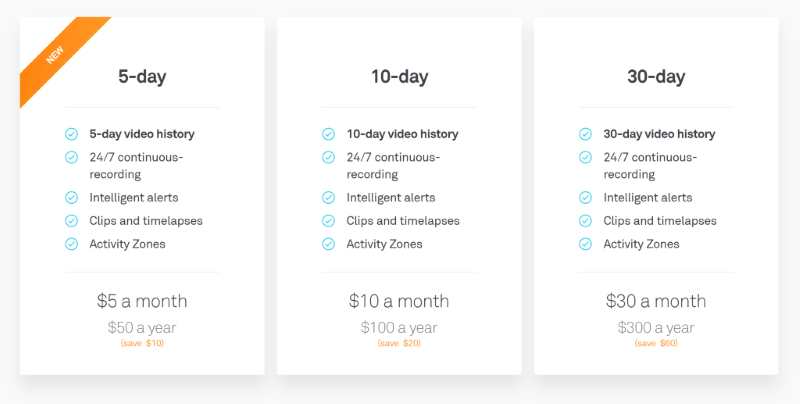 NEW
5-day
5-day video history
24/7 continuous-
recording
Intelligent alerts
Clips and timelapses
Activity Zones
$5 a month
$50 a year
(save $10)
10-day
10-day video history
24/7 continuous-
recording
Intelligent alerts
Clips and timelapses
Activity Zones
$10 a month
$100 a year
(save $20)
30-day
30-day video history
24/7 continuous-
recording
Intelligent alerts
Clips and timelapses
Activity Zones
$30 a month
$300 a year
(save $60)